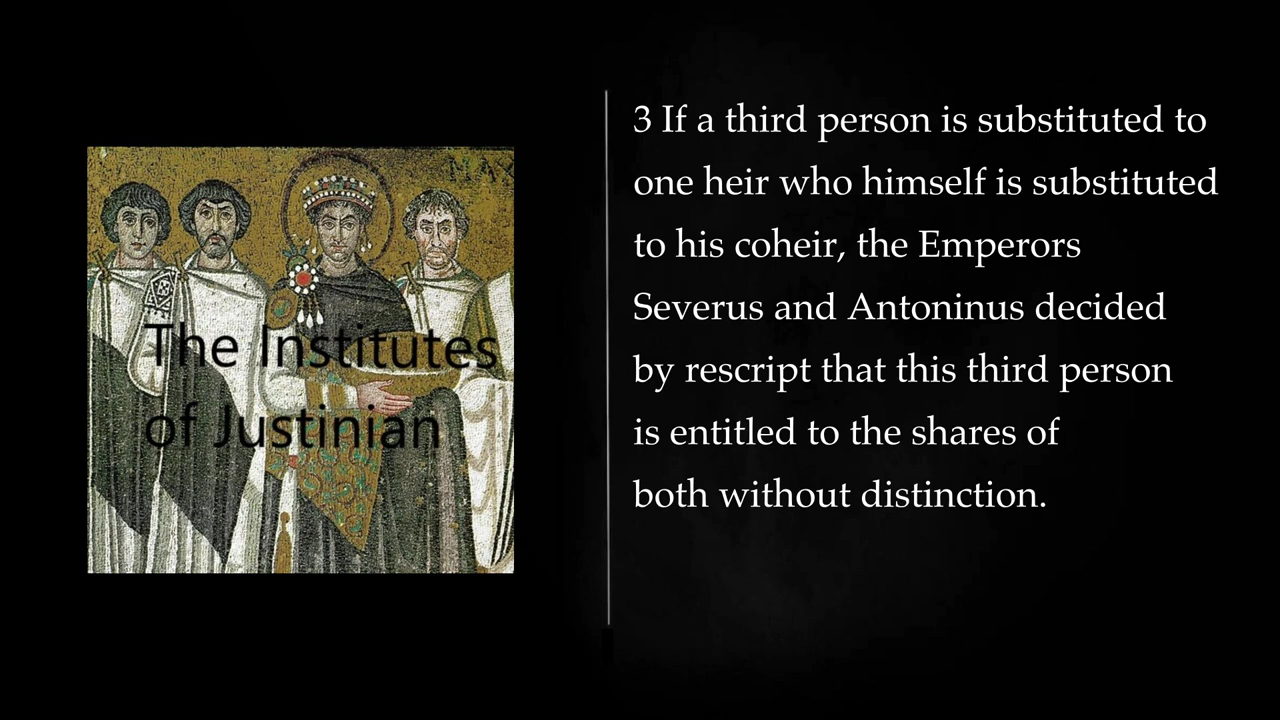 MAX
The Institutes
of Justinian
3 If a third person is substituted to
one heir who himself is substituted
to his coheir, the Emperors
Severus and Antoninus decided
by rescript that this third person
is entitled to the shares of
both without distinction.